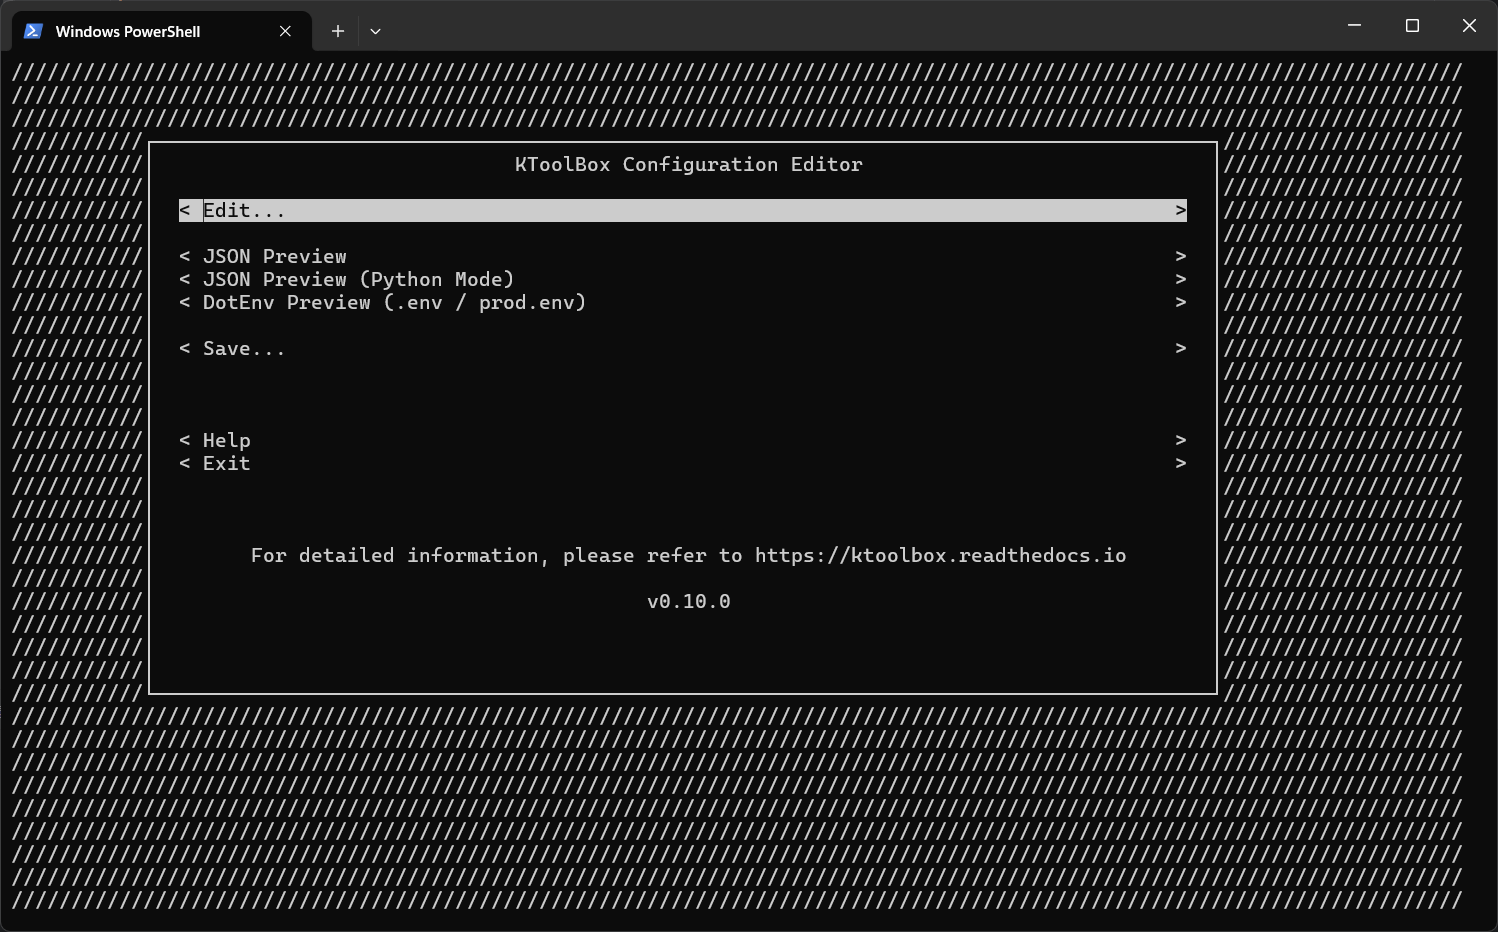 Windows PowerShell
KToolBox Configuration Editor
< Edit... >
< JSON Preview >
< JSON Preview (Python Mode) >
< DotEnv Preview (.env / prod.env) >
< Save... >
< Help >
< Exit >
For detailed information, please refer to https://ktoolbox.readthedocs.io
v0.10.0